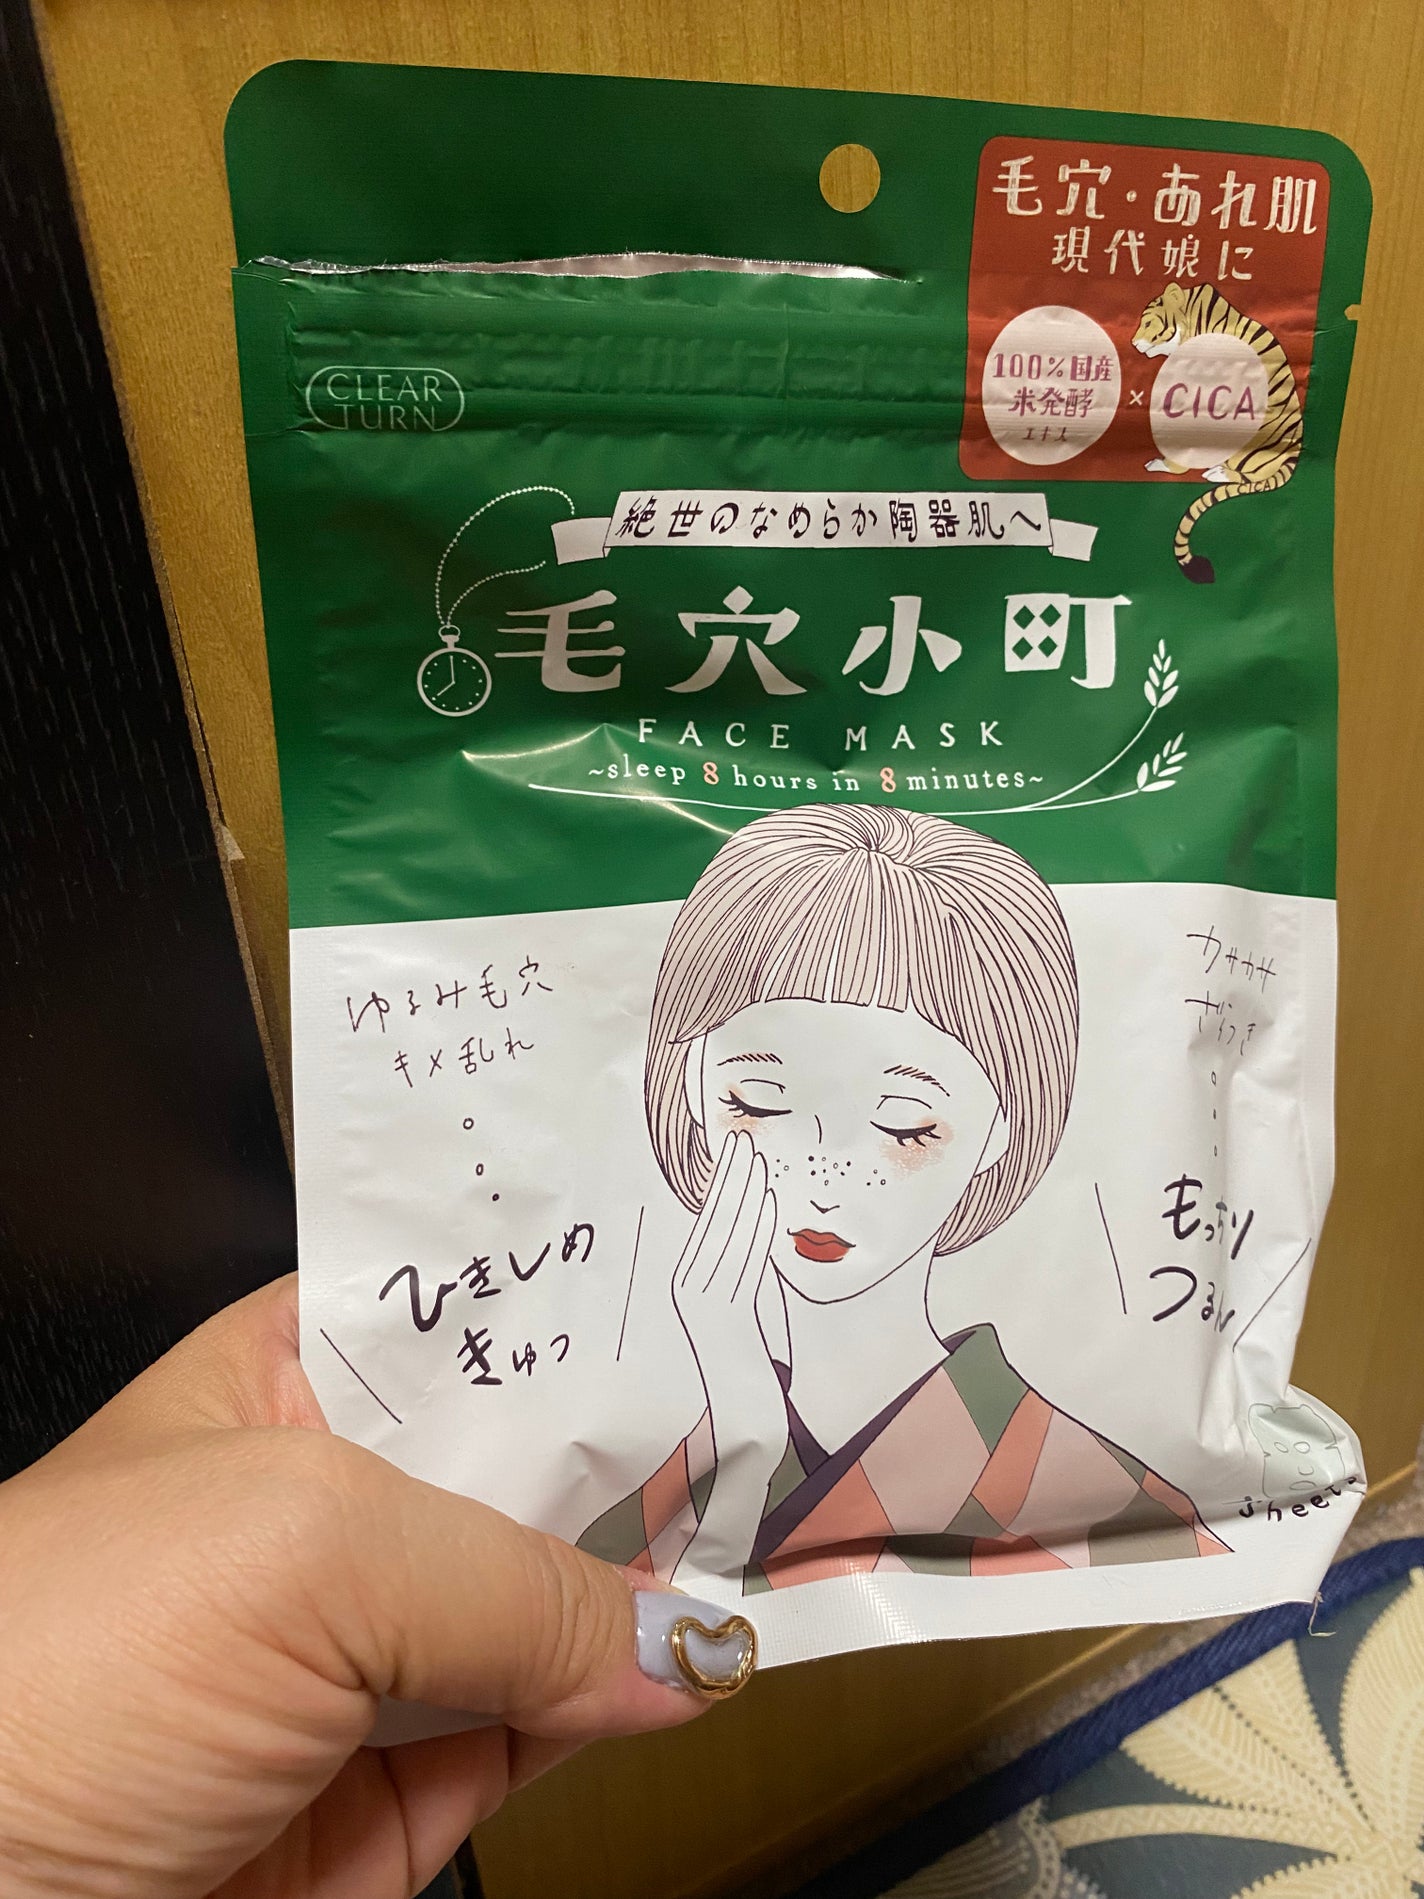 毛穴・あれ肌
現代娘に
100%国産
米発酵
エキス
×
CICA
CICA
CLEAR
TURN
絶世のなめらか陶器肌へ
毛穴小町
FACE MASK
~sleep 8 hours in 8 minutes~
ゆるみ毛穴
キメ乱れ
ひきしめ
きゅっ
カサカサ
ざらつき
もっちり
つるん